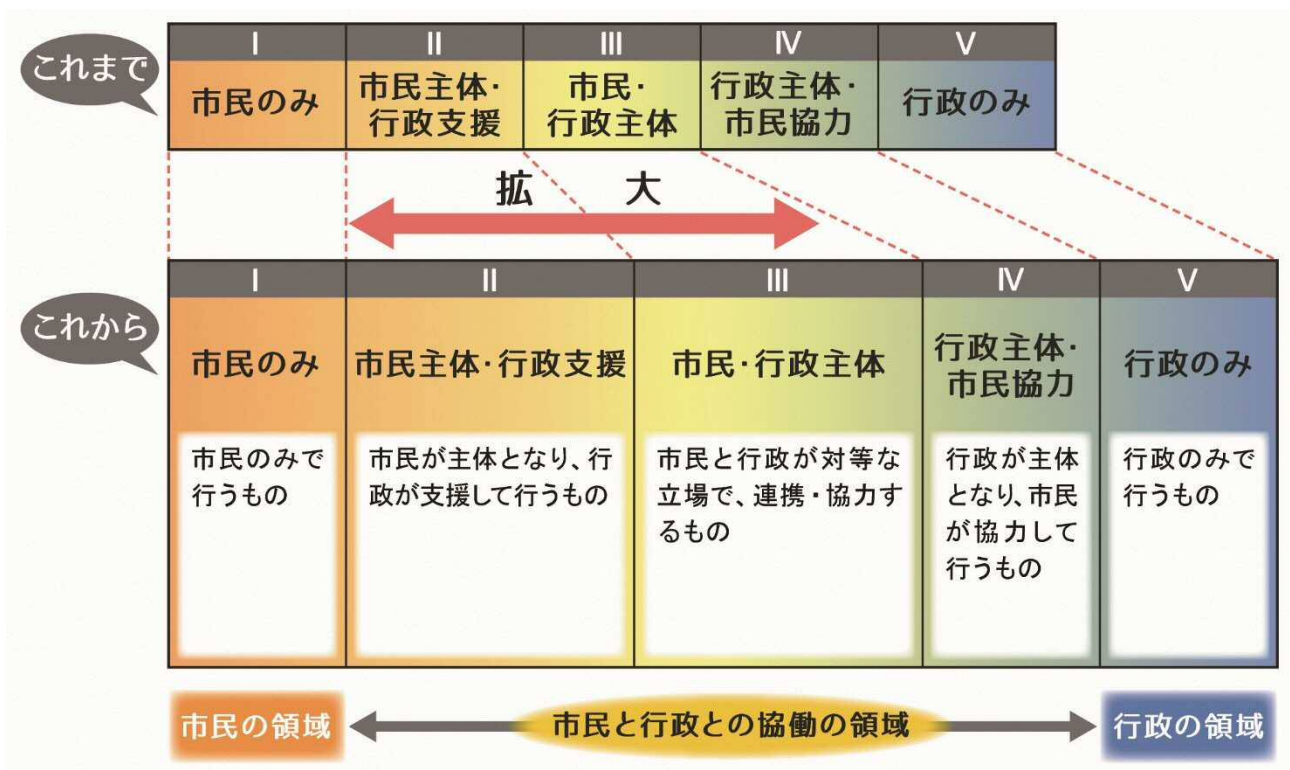 これまで
I
II
III
IV
V
市民のみ
市民主体・
行政支援
市民・
行政主体
行政主体・
市民協力
行政のみ
拡大
これから
I
II
III
IV
V
市民のみ
市民主体・行政支援
市民・行政主体
行政主体・
市民協力
行政のみ
市民のみで
行うもの
市民が主体となり、行
政が支援して行うもの
市民と行政が対等な
立場で、連携・協力す
るもの
行政が主体
となり、市民
が協力して
行うもの
行政のみで
行うもの
市民の領域
市民と行政との協働の領域
行政の領域